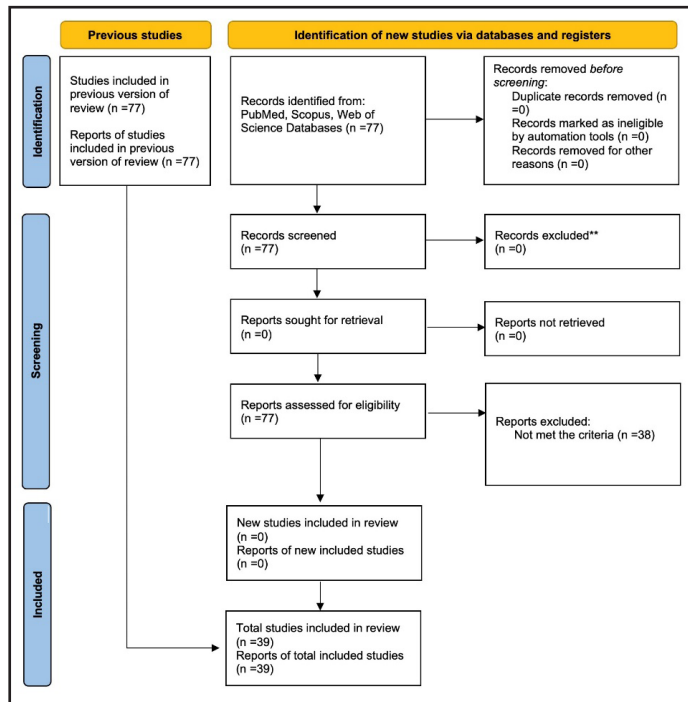 Previous studies
Identification of new studies via databases and registers
Identification
Studies included in
previous version of
review (n =77)
Reports of studies
included in previous
version of review (n =77)
Records identified from:
PubMed, Scopus, Web of
Science Databases (n =77)
Records removed before
screening:
Duplicate records removed (n
=0)
Records marked as ineligible
by automation tools (n =0)
Records removed for other
reasons (n =0)
Screening
Records screened
(n =77)
Records excluded**
(n =0)
Reports sought for retrieval
(n =0)
Reports not retrieved
(n =0)
Reports assessed for eligibility
(n =77)
Reports excluded:
Not met the criteria (n =38)
Included
New studies included in review
(n =0)
Reports of new included studies
(n =0)
Total studies included in review
(n =39)
Reports of total included studies
(n =39)